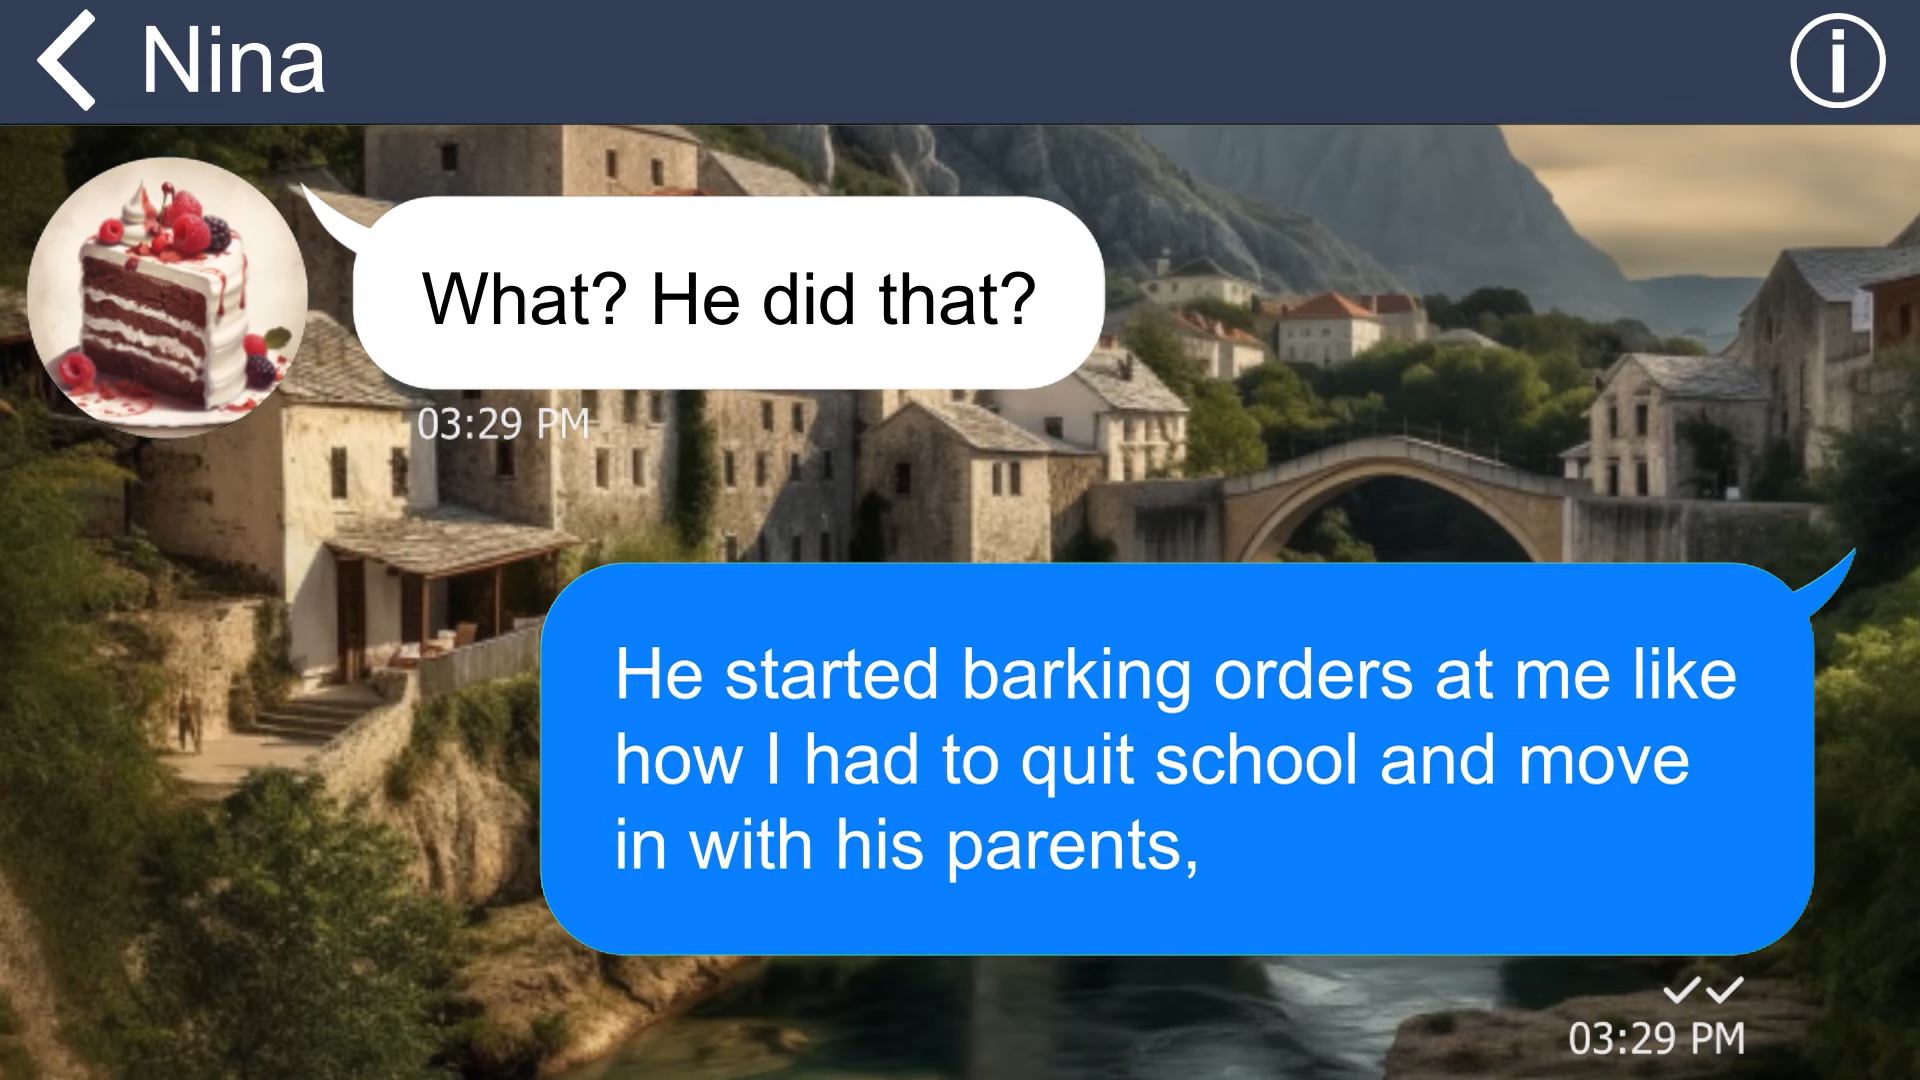 Nina
What? He did that?
03:29 PM
He started barking orders at me like
how I had to quit school and move
in with his parents,
03:29 PM